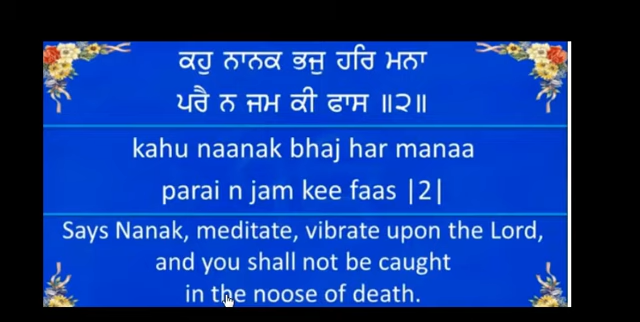 ਕਹੁ ਨਾਨਕ ਭਜੁ ਹਰਿ ਮਨਾ
ਪਰੈ ਨ ਜਮ ਕੀ ਫਾਸ ॥੨॥
kahu naanak bhaj har manaa
parai n jam kee faas |2|
Says Nanak, meditate, vibrate upon the Lord,
and you shall not be caught
in the noose of death.